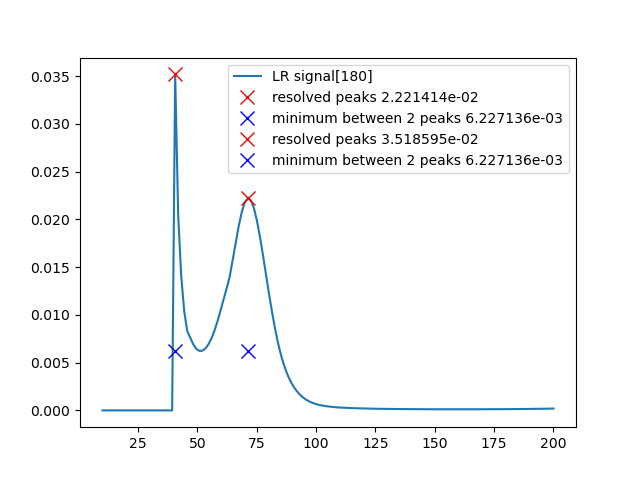 LR signal[180]
resolved peaks 2.221414e-02
minimum between 2 peaks 6.227136e-03
resolved peaks 3.518595e-02
minimum between 2 peaks 6.227136e-03
0.035
0.030
0.025
0.020
0.015
0.010
0.005
0.000
25 50 75 100 125 150 175 200